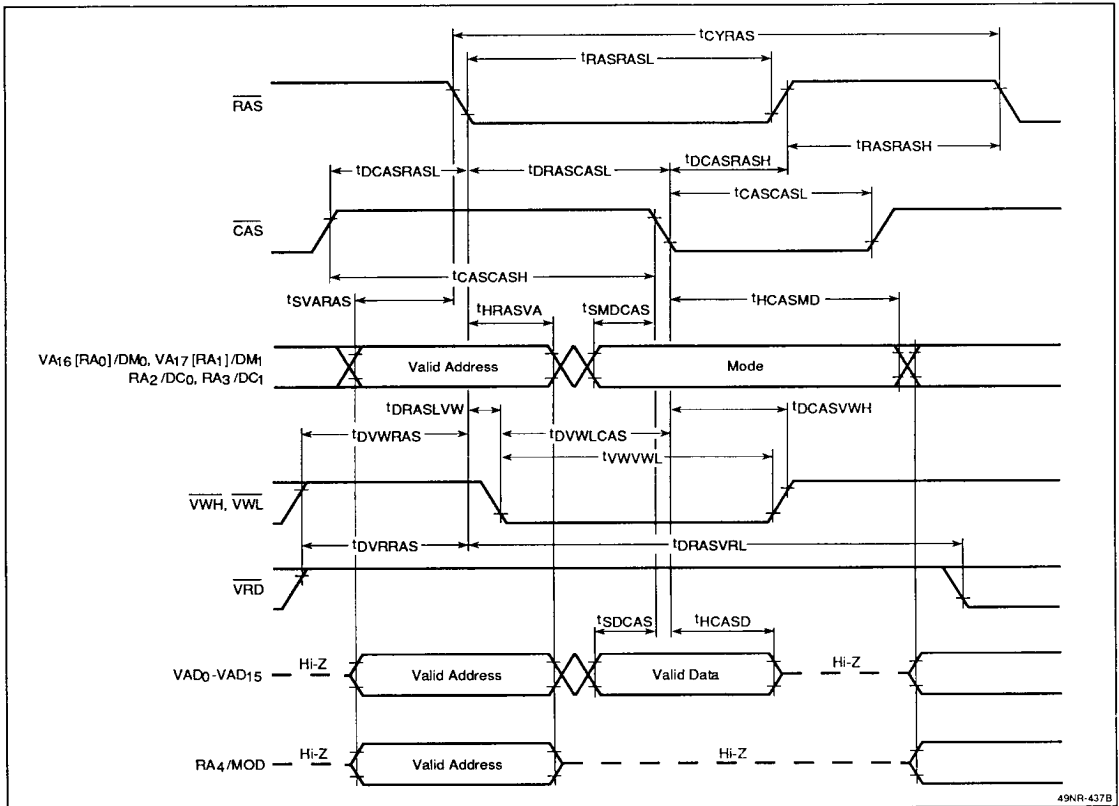 tCYRAS
tRASRASL
RAS
tRASRASH
tDCASRASL
tDRASCASL
tDCASRASH
tCASCASL
CAS
tCASCASH
tSVARAS
tHRASVA
tSMDCAS
tHCASMD
VA16 [RA0]/DM0, VA17 [RA1]/DM1
RA2/DC0, RA3/DC1
Valid Address
Mode
tDRASLVW
tDCASVWH
tDVWRAS
tDVWLCAS
tVWVWL
VWH, VWL
tDVRRAS
tDRASVRL
VRD
tSDCAS
tHCASD
VAD0-VAD15
Hi-Z
Valid Address
Valid Data
Hi-Z
RA4/MOD
Hi-Z
Valid Address
Hi-Z
49NR-437B